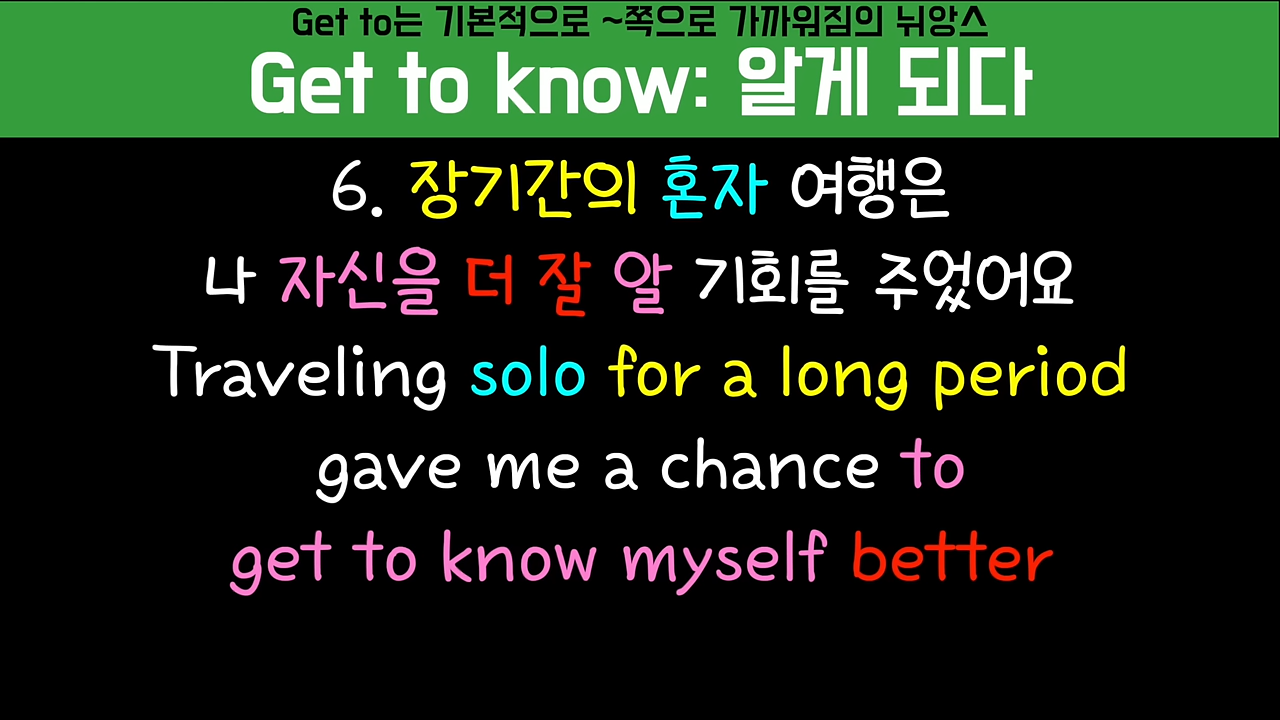 Get to는 기본적으로 ~쪽으로 가까워짐의 뉘앙스
Get to know: 알게 되다
6. 장기간의 혼자 여행은
나 자신을 더 잘 알 기회를 주었어요
Traveling solo for a long period
gave me a chance to
get to know myself better